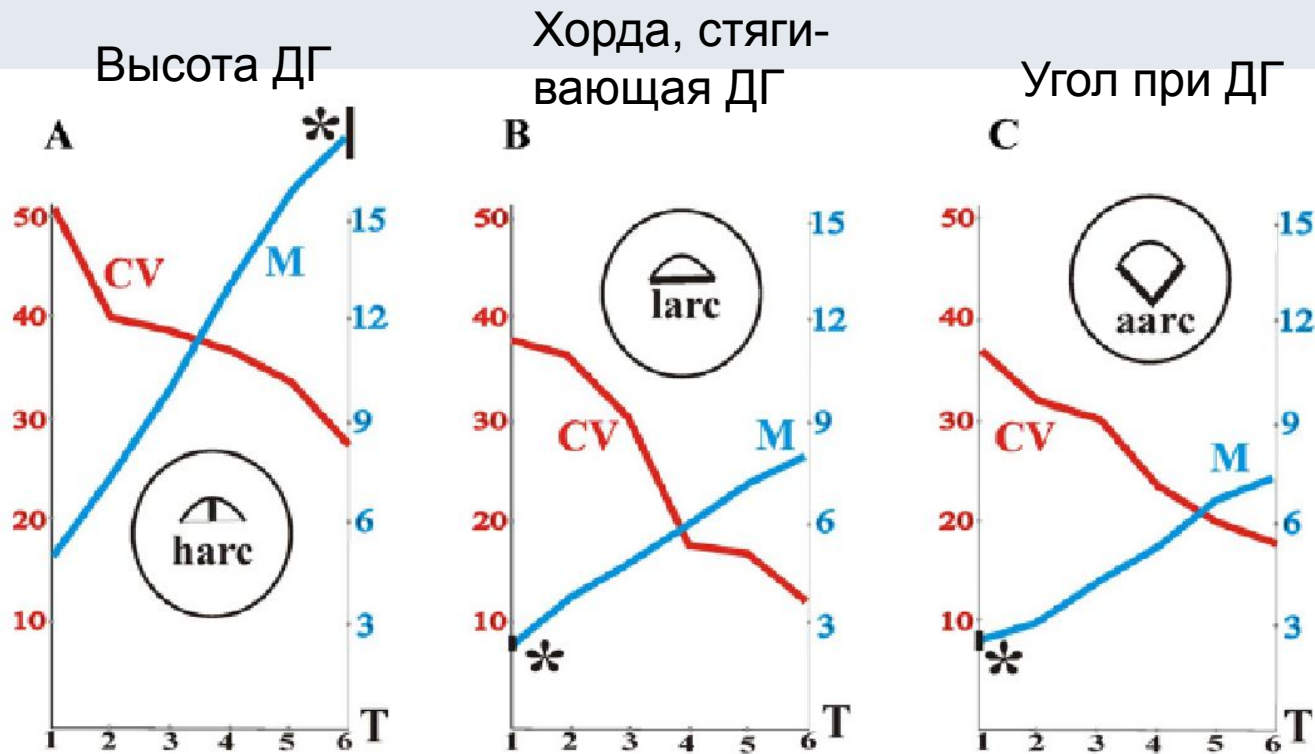 Высота ДГ
Хорда, стяги-
вающая ДГ
Угол при ДГ
A
*
50
40
30
20
10
15
12
9
6
3
CV
M
harc
1 2 3 4 5 6 T
B
50
40
30
20
10
15
12
9
6
3
larc
CV
M
*
1 2 3 4 5 6 T
C
50
40
30
20
10
15
12
9
6
3
aarc
CV
M
*
1 2 3 4 5 6 T